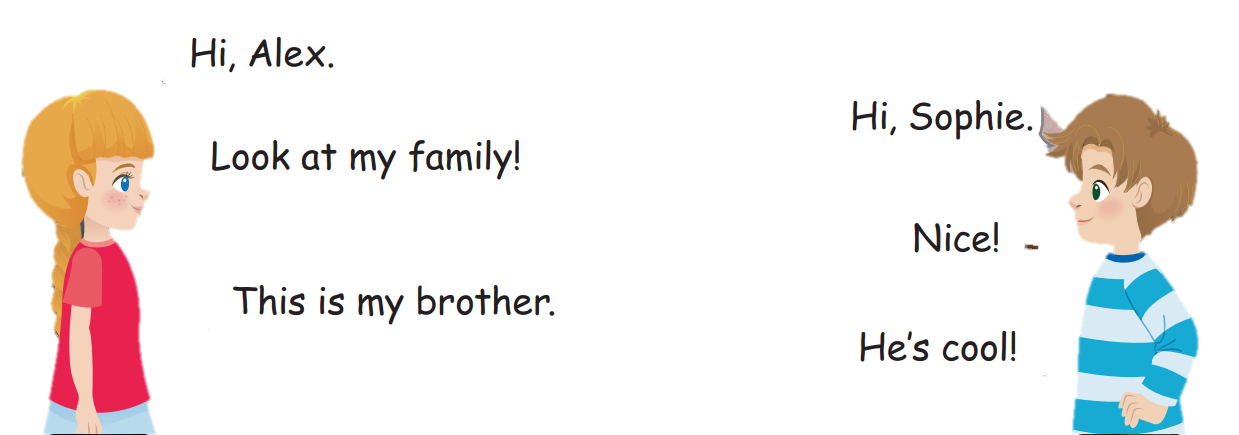 Hi, Alex.
Hi, Sophie.
Look at my family!
Nice!
This is my brother.
He's cool!